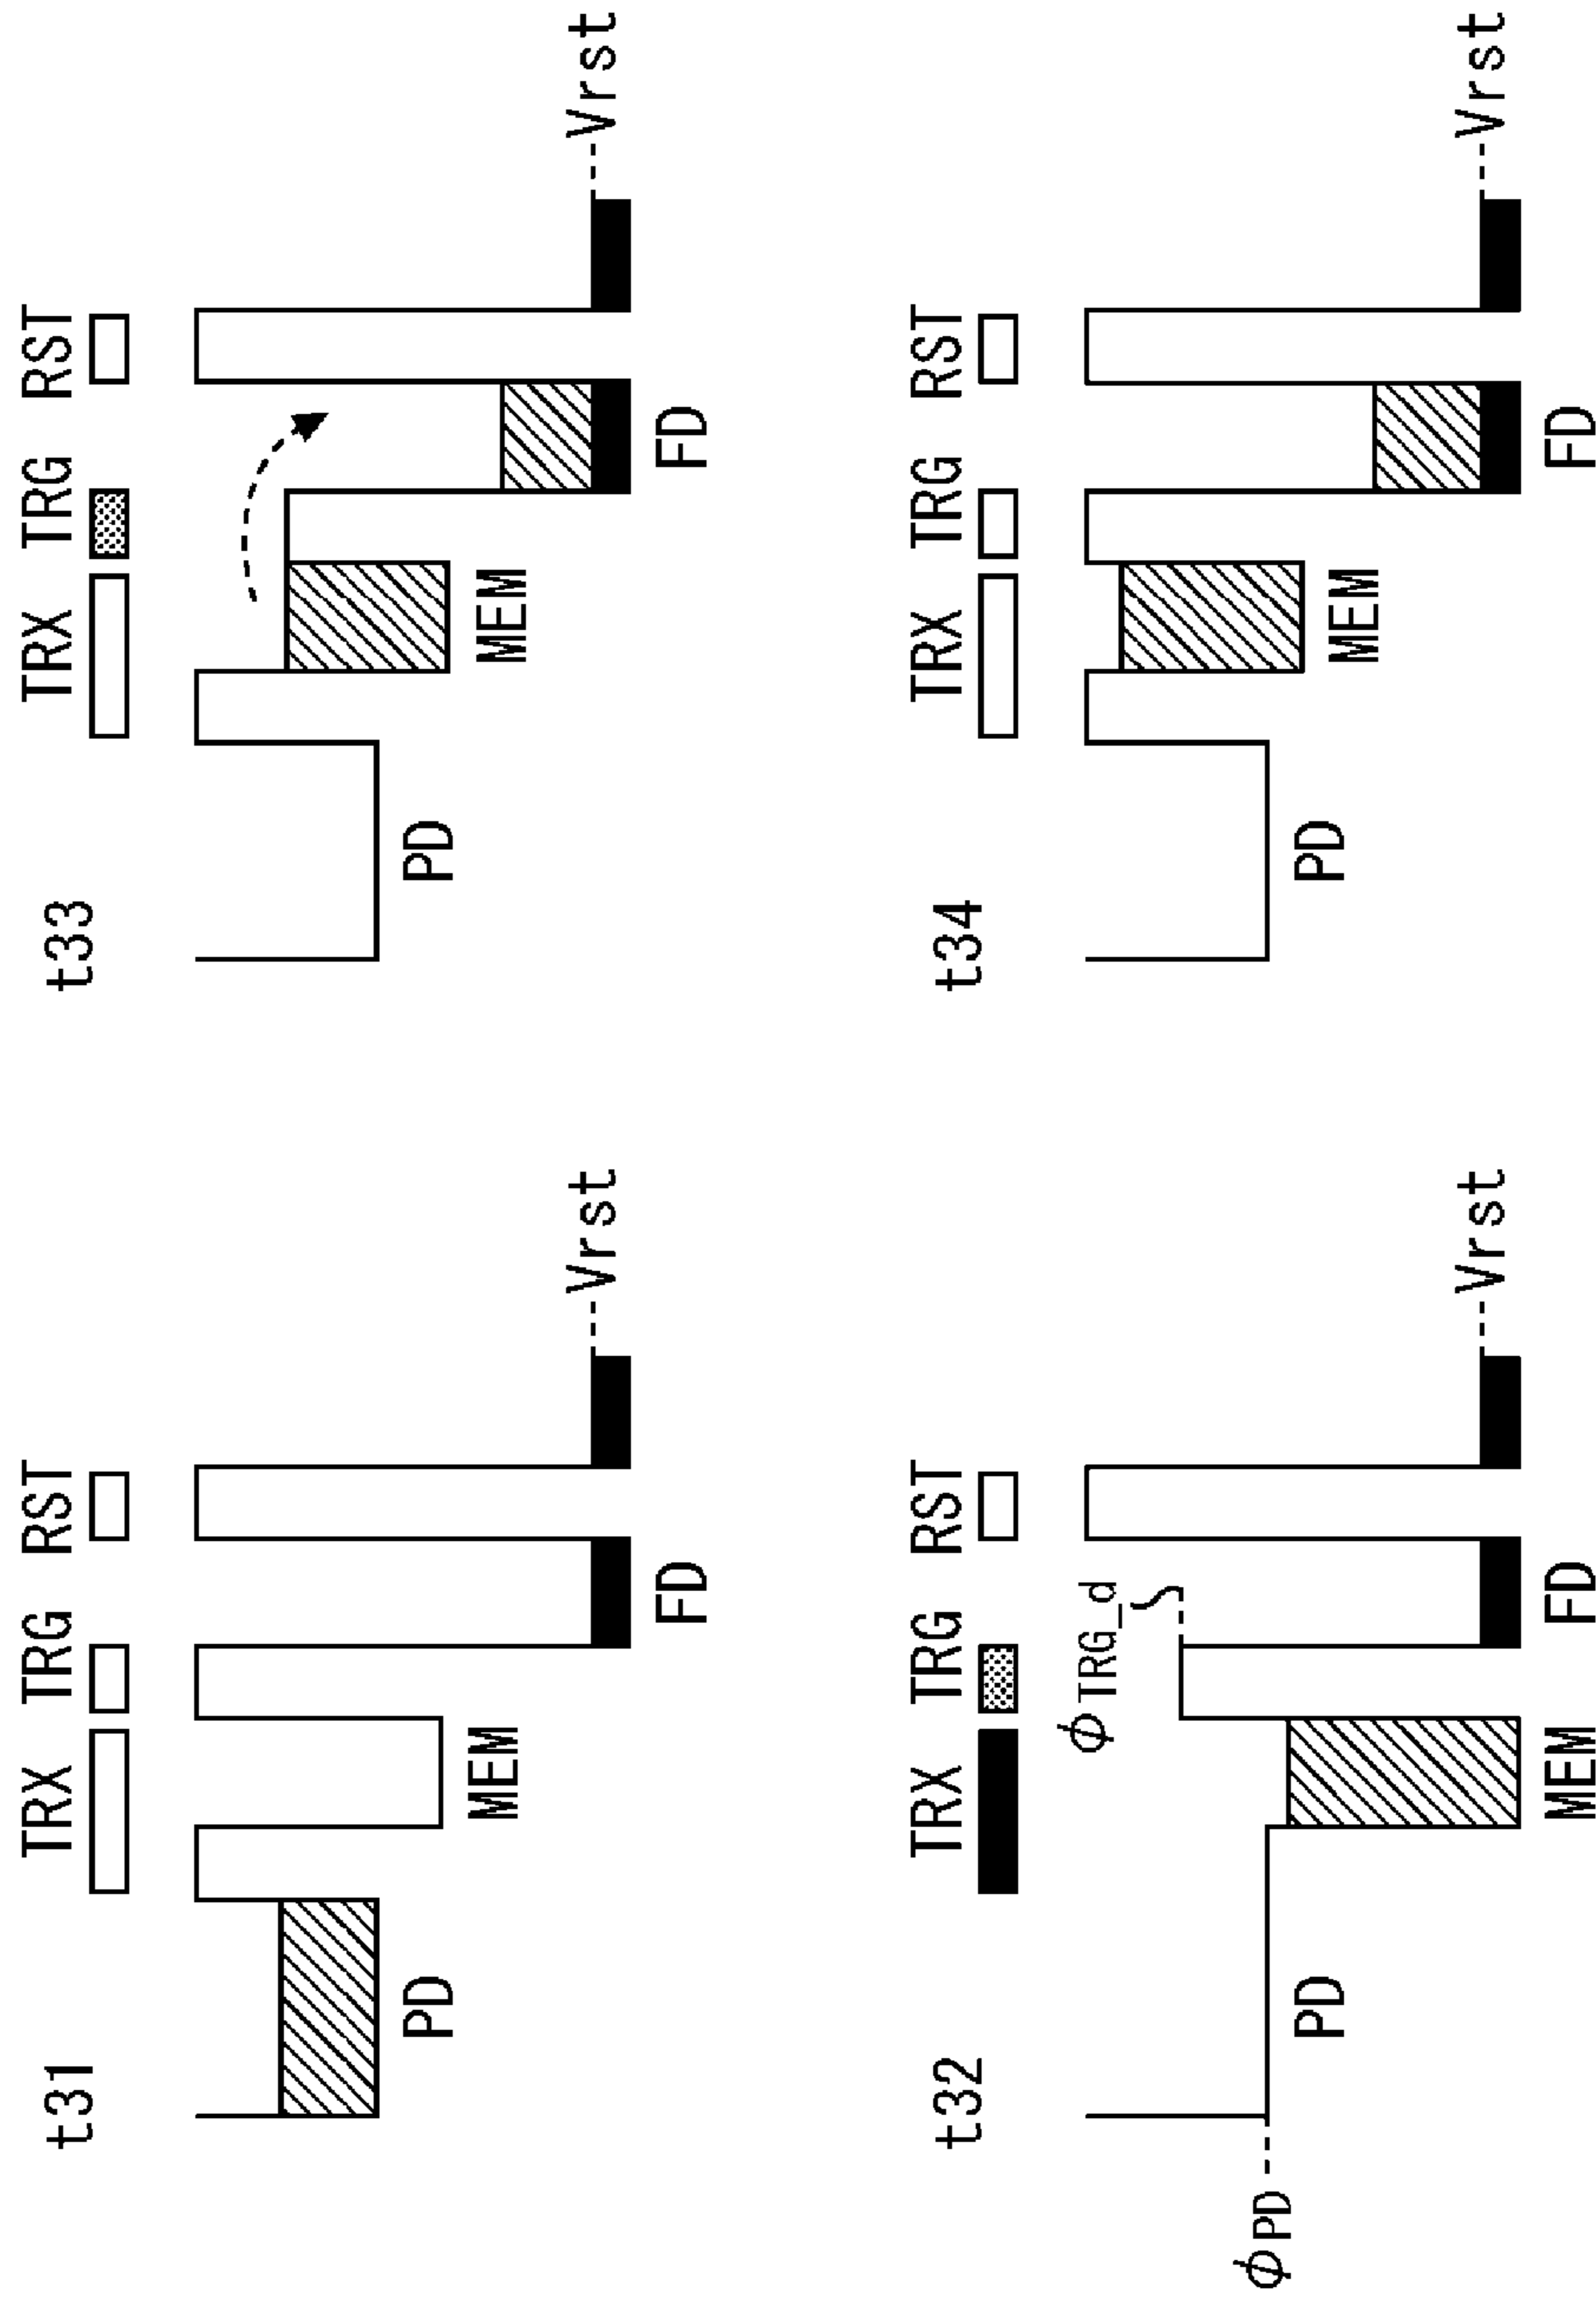 t31
TRX TRG RST
PD
MEM
Vrst
FD
t32
TRX TRG RST
ϕTRG_d
ϕPD
PD
Vrst
MEM FD
t33
TRX TRG RST
PD
MEM
Vrst
FD
t34
TRX TRG RST
PD
MEM
Vrst
FD